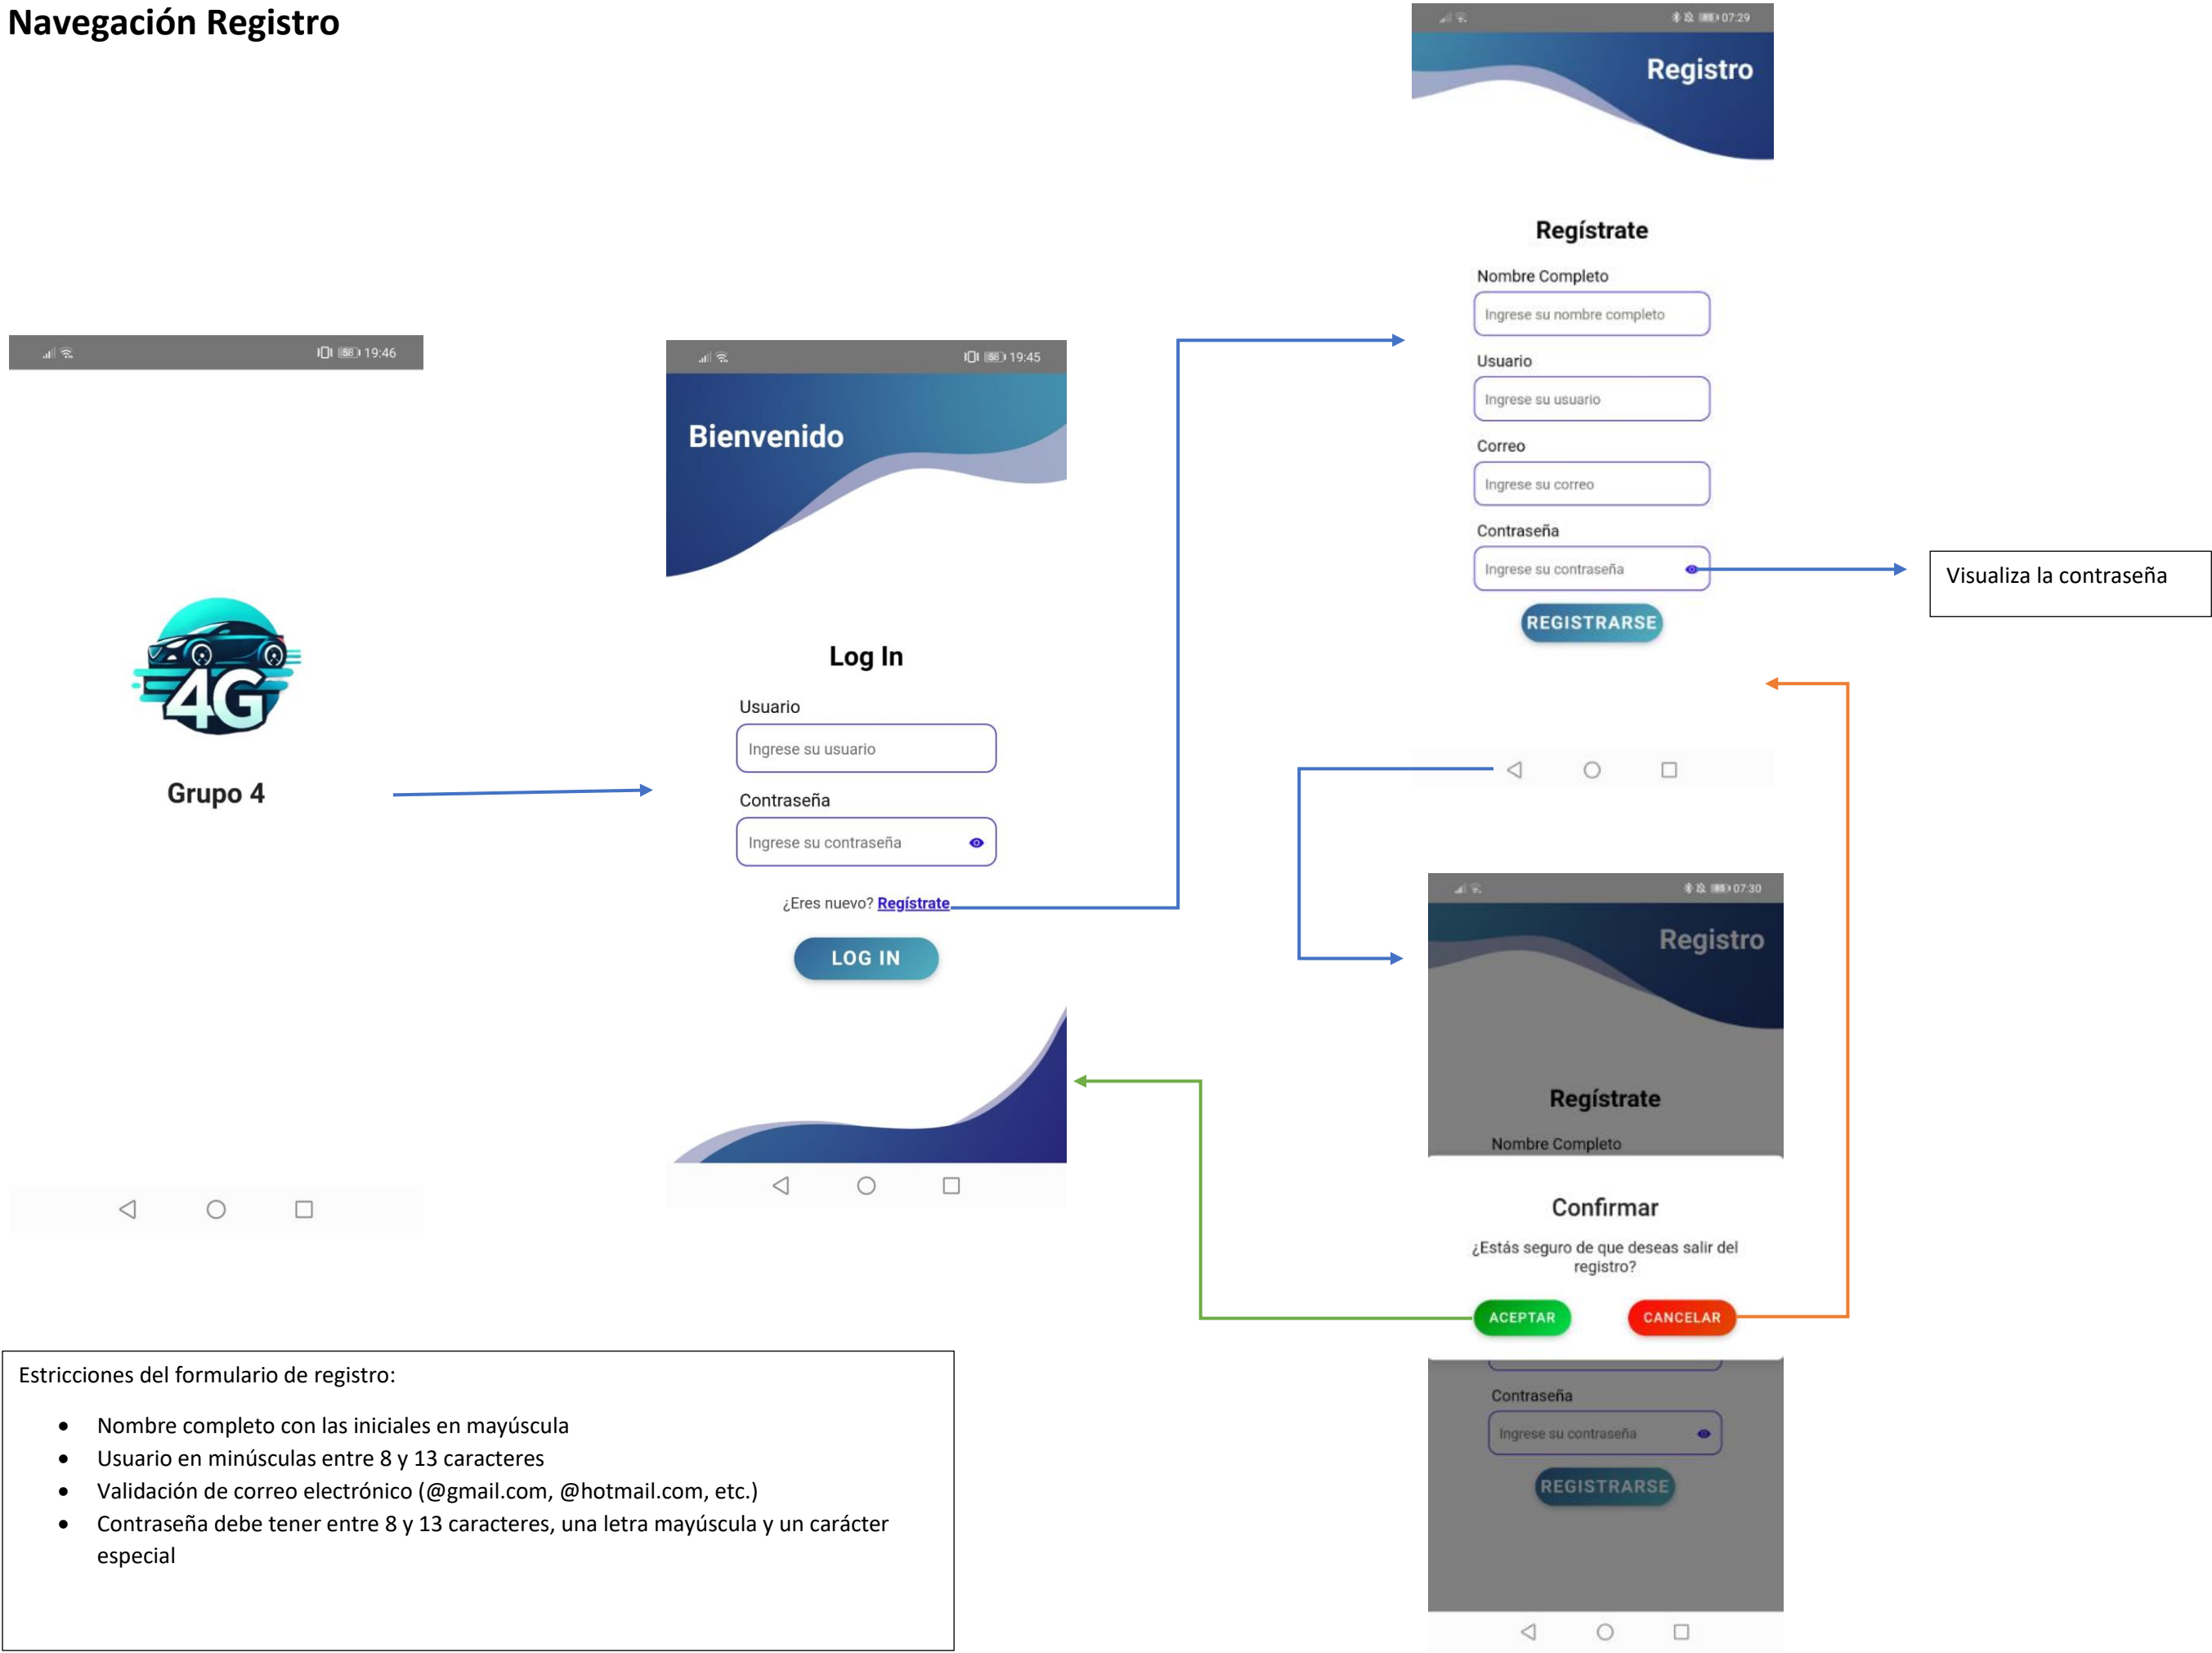 Navegación Registro
19:46
4G
Grupo 4
58
19:45
Bienvenido
Log In
Usuario
Ingrese su usuario
Contraseña
Ingrese su contraseña
¿Eres nuevo? Regístrate
LOG IN
07:29
Registro
Regístrate
Nombre Completo
Ingrese su nombre completo
Usuario
Ingrese su usuario
Correo
Ingrese su correo
Contraseña
Ingrese su contraseña
REGISTRARSE
Visualiza la contraseña
07:30
Registro
Regístrate
Nombre Completo
Confirmar
¿Estás seguro de que deseas salir del
registro?
ACEPTAR
CANCELAR
Contraseña
Ingrese su contraseña
REGISTRARSE
Estricciones del formulario de registro:
• Nombre completo con las iniciales en mayúscula
• Usuario en minúsculas entre 8 y 13 caracteres
• Validación de correo electrónico (@gmail.com, @hotmail.com, etc.)
• Contraseña debe tener entre 8 y 13 caracteres, una letra mayúscula y un carácter
especial